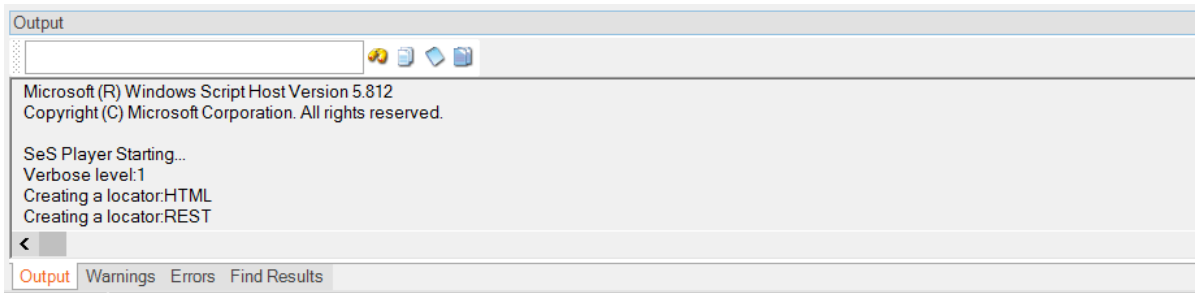 Output
Microsoft (R) Windows Script Host Version 5.812
Copyright (C) Microsoft Corporation. All rights reserved.
SeS Player Starting...
Verbose level:1
Creating a locator:HTML
Creating a locator:REST
Output Warnings Errors Find Results